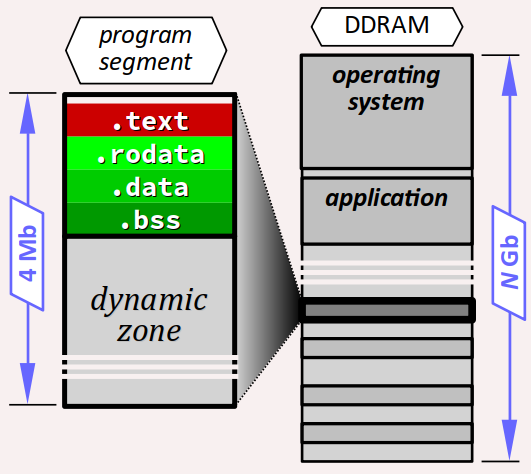 program
segment
DDRAM
.text
.rodata
.data
.bss
dynamic
zone
4 Mb
operating
system
application
N Gb